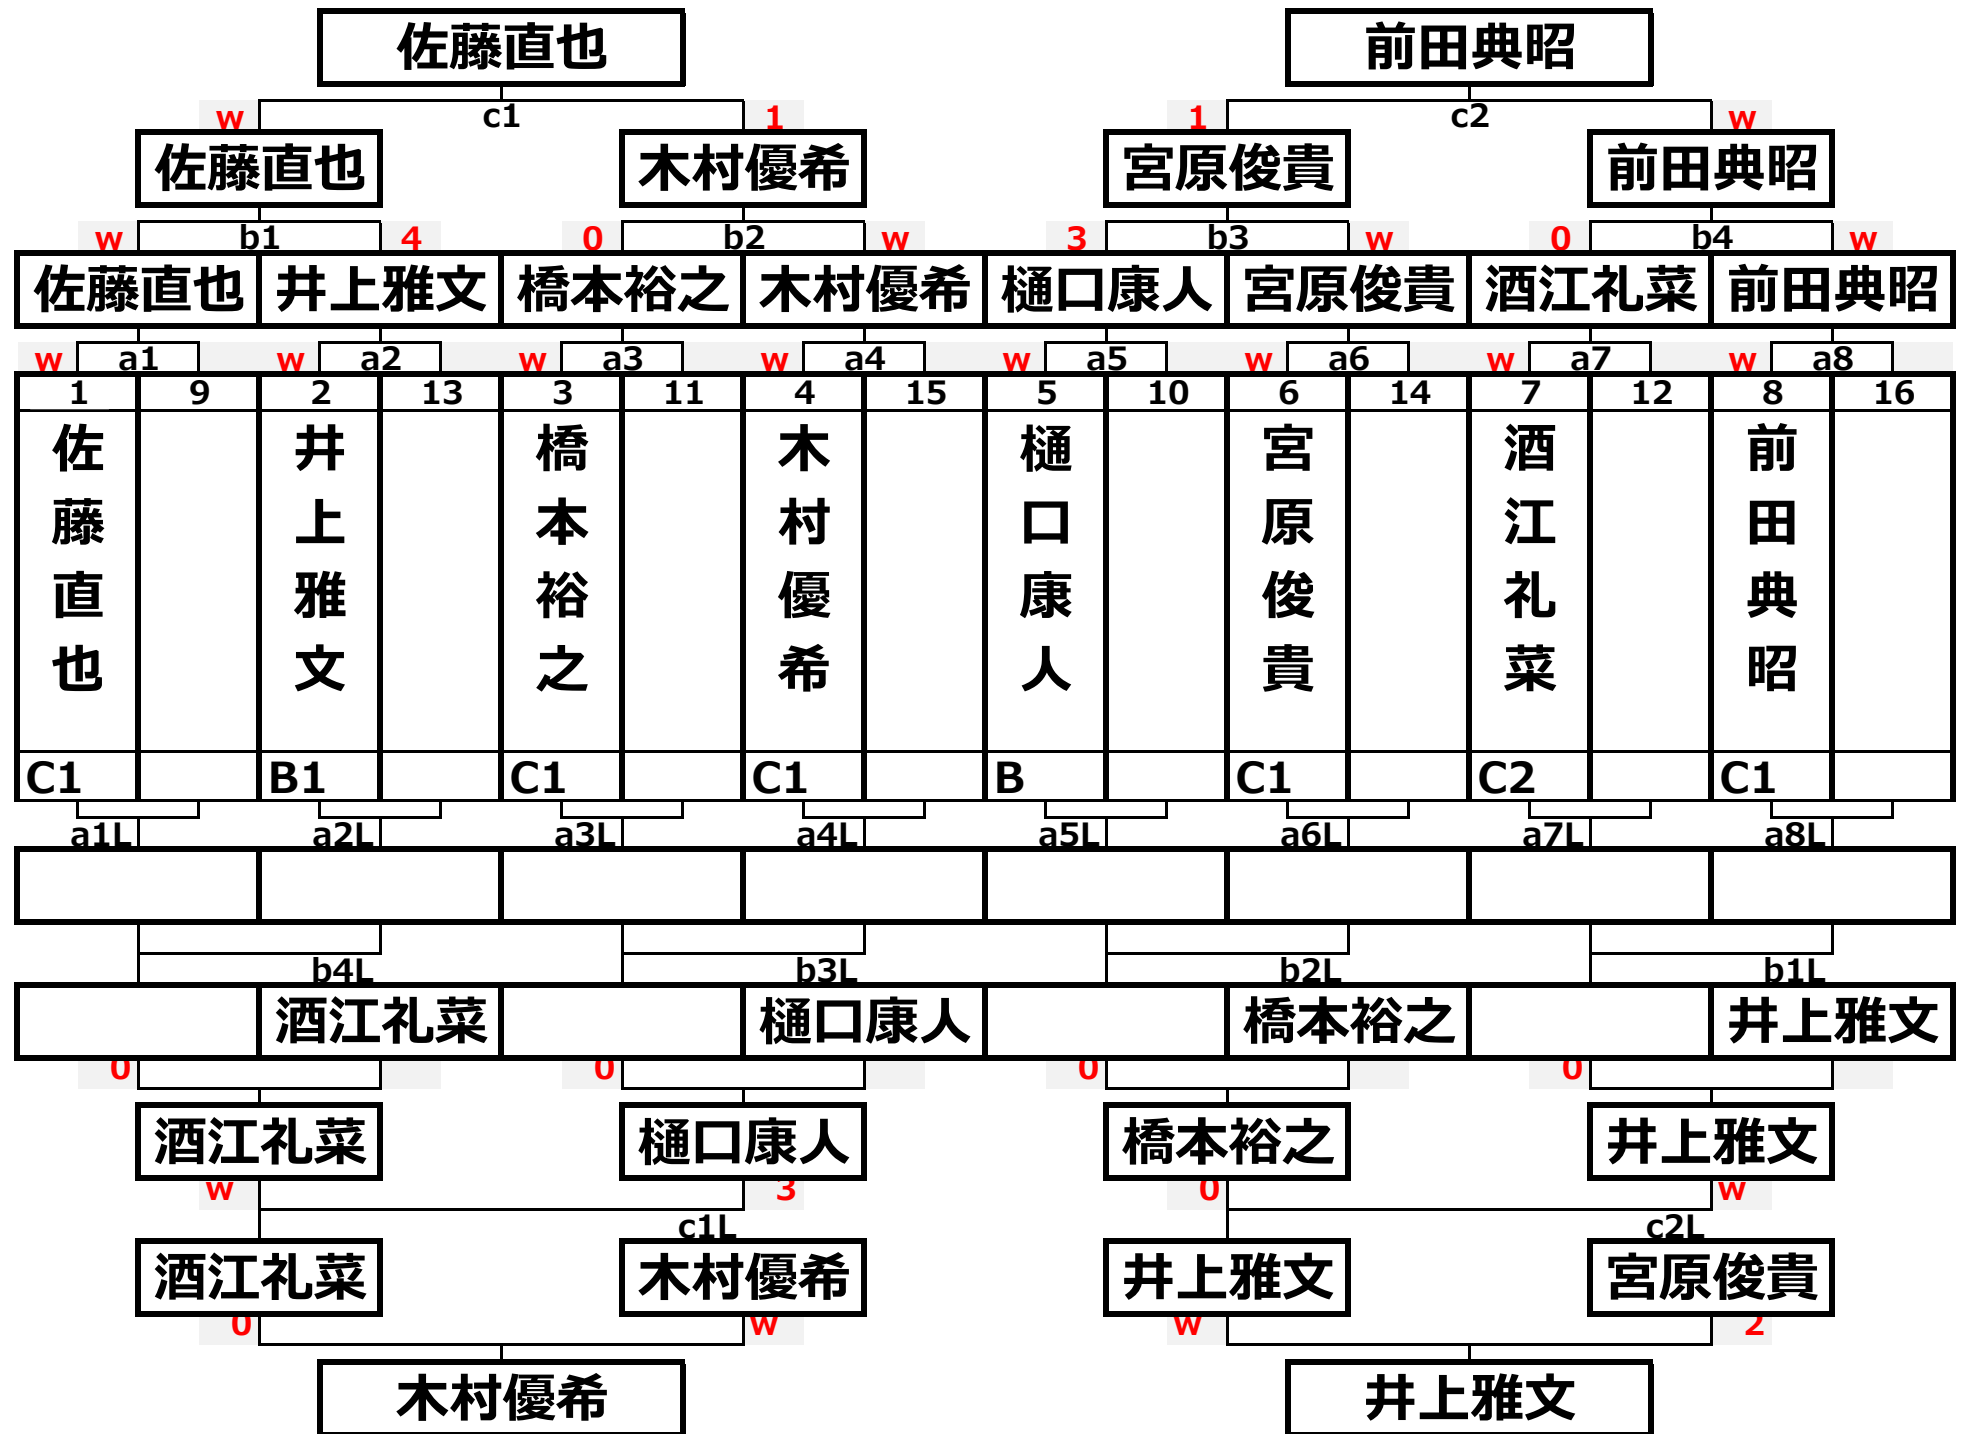 佐藤直也 前田典昭
w c1 1 1 c2 w
佐藤直也 木村優希 宮原俊貴 前田典昭
w b1 4 0 b2 w 3 b3 w 0 b4 w
佐藤直也 井上雅文 橋本裕之 木村優希 樋口康人 宮原俊貴 酒江礼菜 前田典昭
w a1 w a2 w a3 w a4 w a5 w a6 w a7 w a8
1 9 2 13 3 11 4 15 5 10 6 14 7 12 8 16
佐藤直也 井上雅文 橋本裕之 木村優希 樋口康人 宮原俊貴 酒江礼菜 前田典昭
C1 B1 C1 C1 B C1 C2 C1
a1L a2L a3L a4L a5L a6L a7L a8L
b4L b3L b2L b1L
酒江礼菜 樋口康人 橋本裕之 井上雅文
0 0 0 0
酒江礼菜 樋口康人 橋本裕之 井上雅文
w 3 0 w
c1L c2L
酒江礼菜 木村優希 井上雅文 宮原俊貴
0 w w 2
木村優希 井上雅文